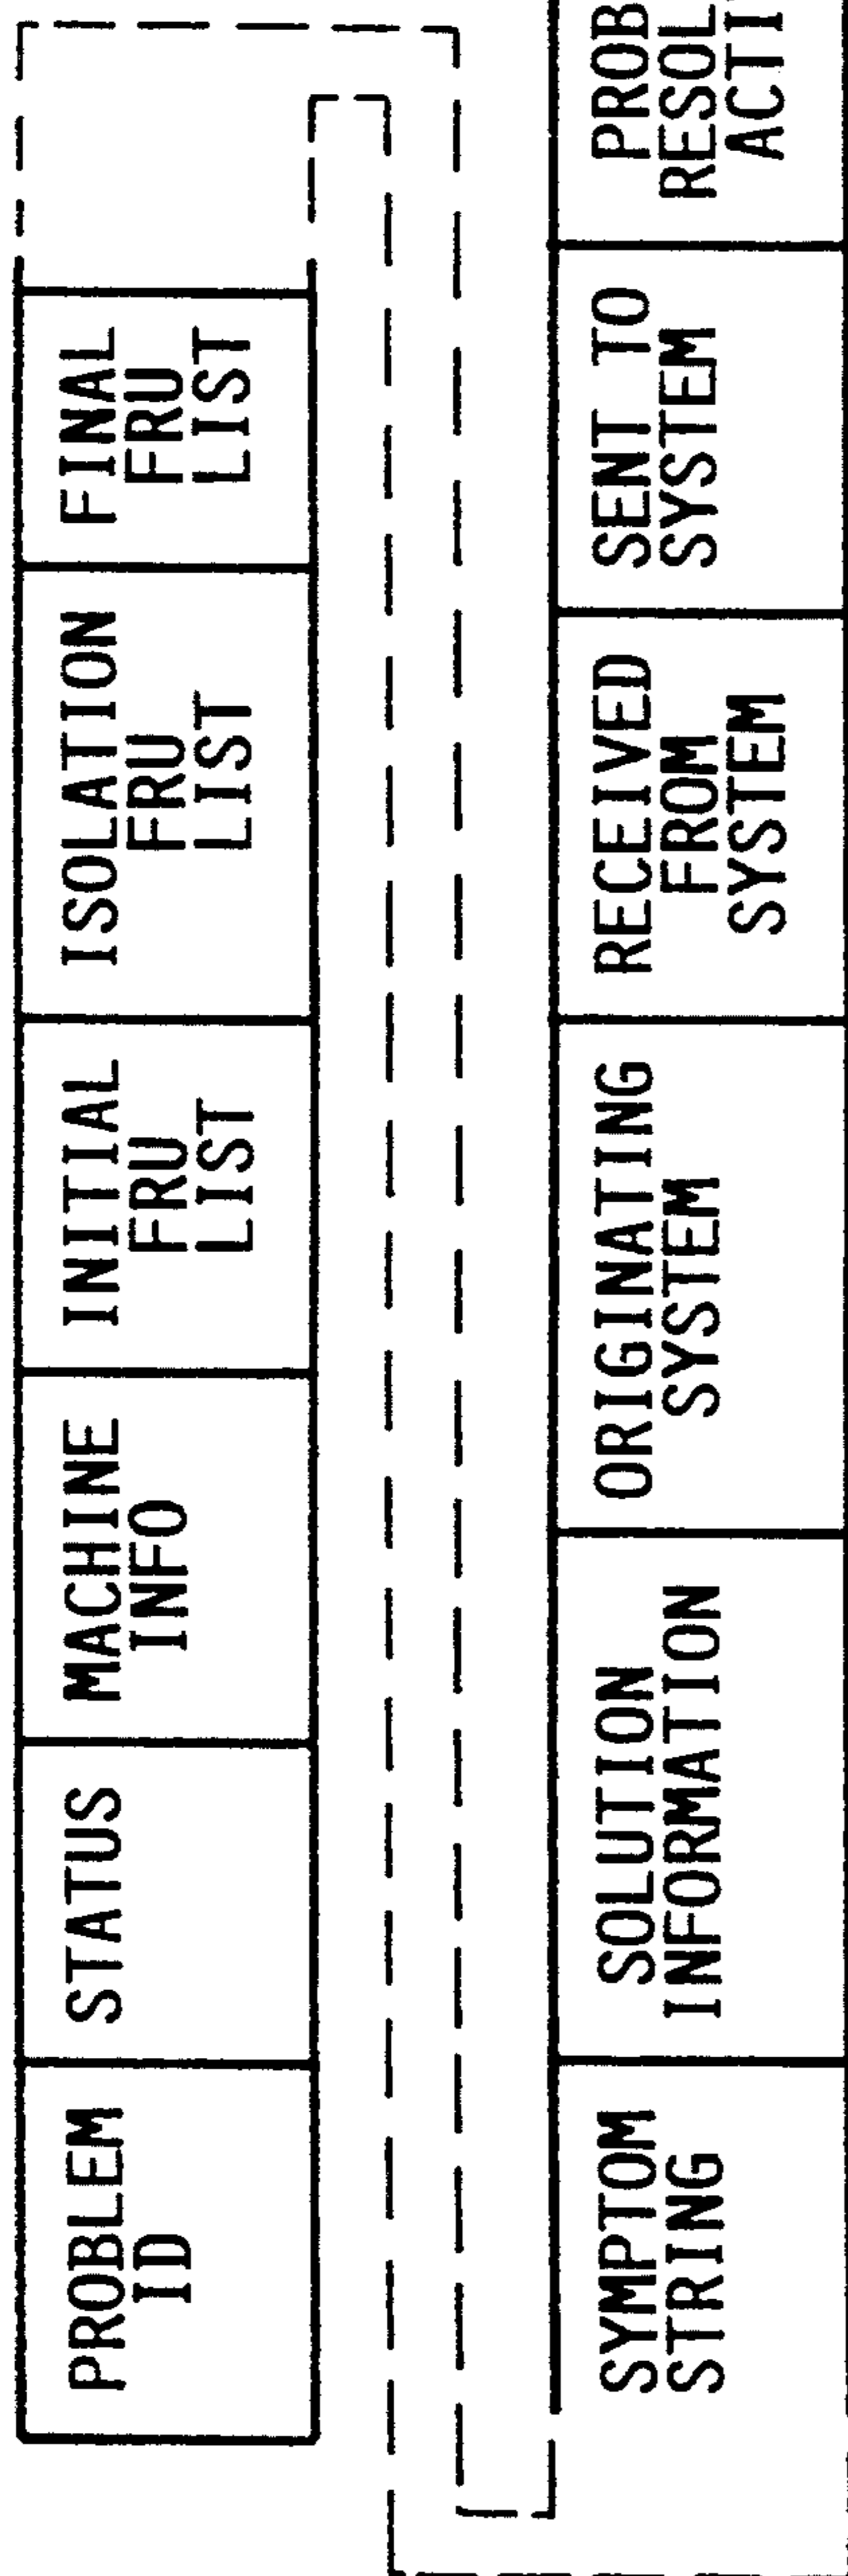 PROBLEM
ID
STATUS
MACHINE
INFO
INITIAL
FRU
LIST
ISOLATION
FRU
LIST
FINAL
FRU
LIST
SYMPTOM
STRING
SOLUTION
INFORMATION
ORIGINATING
SYSTEM
RECEIVED
FROM
SYSTEM
SENT TO
SYSTEM
PROB
RESOL
ACTI